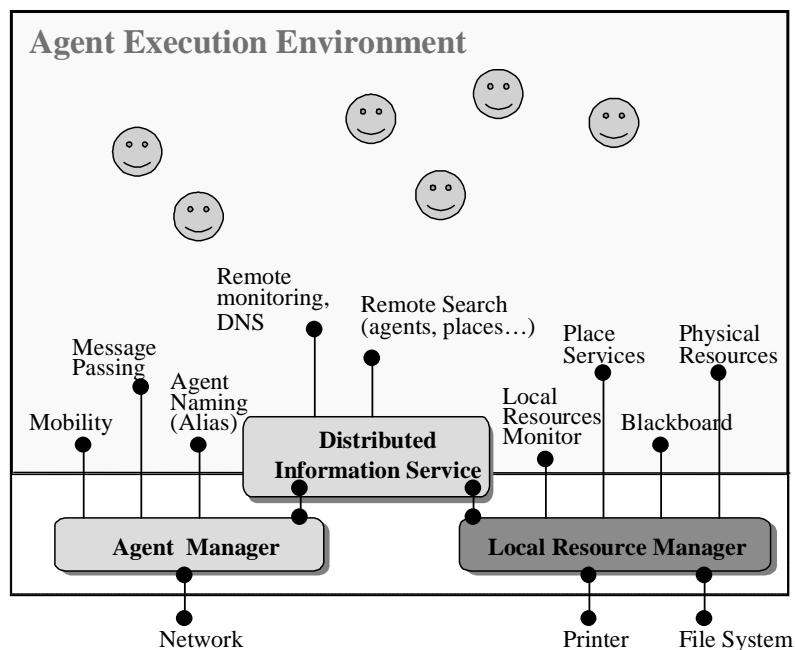 Agent Execution Environment
Remote
monitoring,
DNS
Remote Search
(agents, places…)
Message
Passing
Agent
Naming
(Alias)
Mobility
Place
Services
Physical
Resources
Local
Resources
Monitor
Blackboard
Distributed
Information Service
Agent Manager
Local Resource Manager
Network
Printer
File System